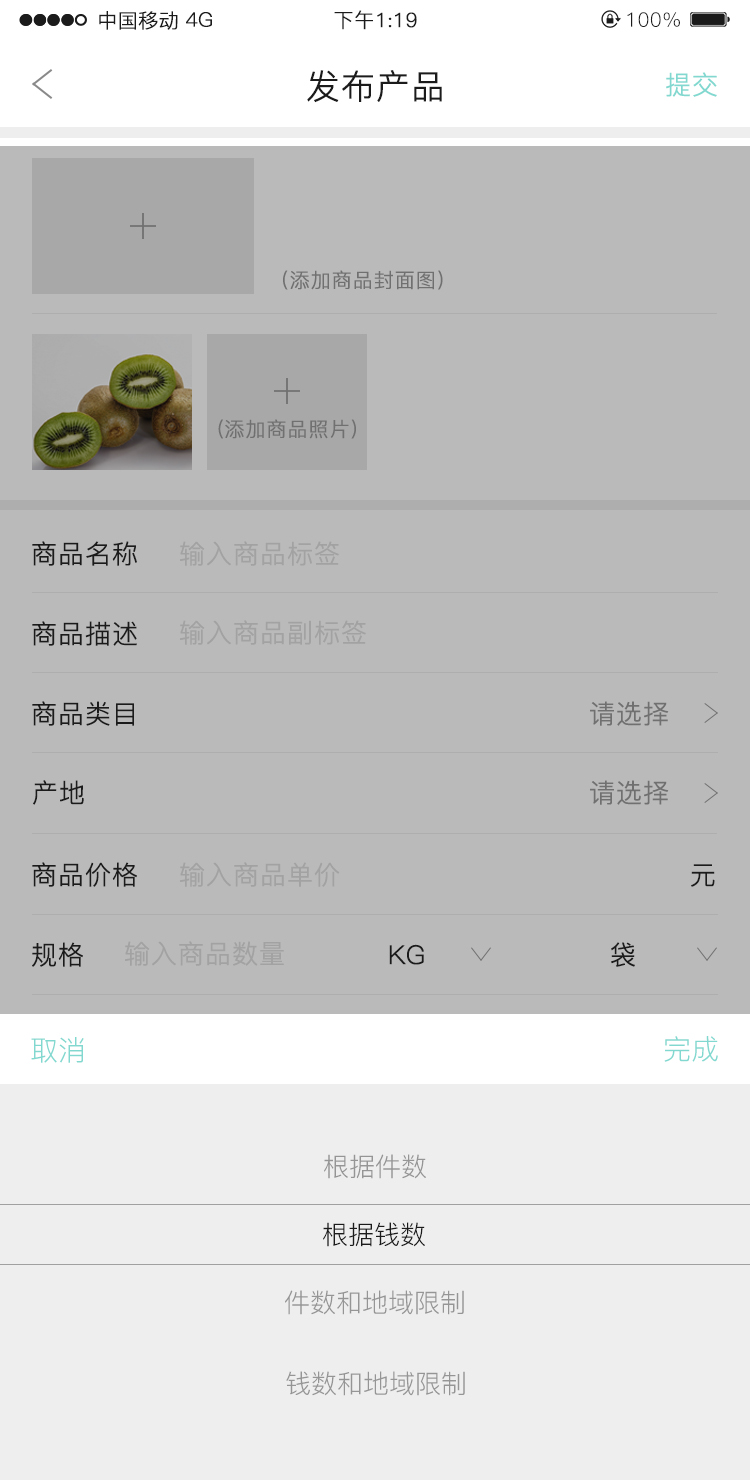 中国移动 4G 下午1:19 100%
发布产品 提交
(添加商品封面图)
(添加商品照片)
商品名称 输入商品标签
商品描述 输入商品副标签
商品类目 请选择
产地 请选择
商品价格 输入商品单价 元
规格 输入商品数量 KG 袋
取消 完成
根据件数
根据钱数
件数和地域限制
钱数和地域限制